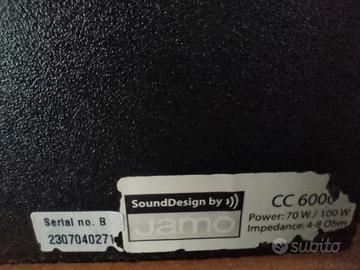 SoundDesign by
Jamo
CC 6000
Power: 70 W / 100 W
Impedance: 4-8 Ohm
Serial no. B
2307040271
subito